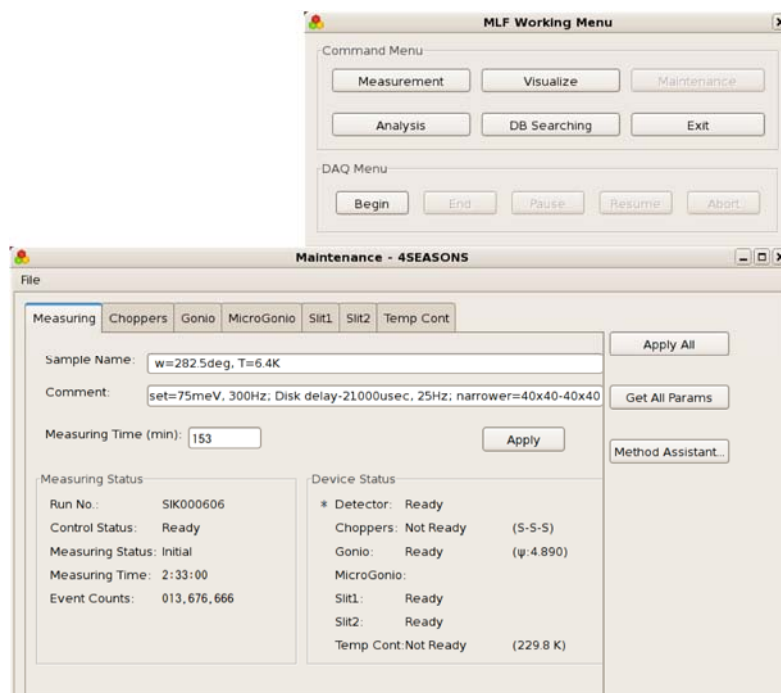 MLF Working Menu
Command Menu
Measurement Visualize Maintenance
Analysis DB Searching Exit
DAQ Menu
Begin End Pause Resume Abort
Maintenance - 4SEASONS
File
Measuring Choppers Gonio MicroGonio Slit1 Slit2 Temp Cont
Apply All
Sample Name: w=282.5deg, T=6.4K
Comment: set=75meV, 300Hz; Disk delay-21000usec, 25Hz; narrower=40x40-40x40
Get All Params
Measuring Time (min): 153 Apply
Method Assistant...
Measuring Status
Run No.: SIK000606
Control Status: Ready
Measuring Status: Initial
Measuring Time: 2:33:00
Event Counts: 013,676,666
Device Status
* Detector: Ready
Choppers: Not Ready (S-S-S)
Gonio: Ready (ψ:4.890)
MicroGonio:
Slit1: Ready
Slit2: Ready
Temp Cont: Not Ready (229.8 K)